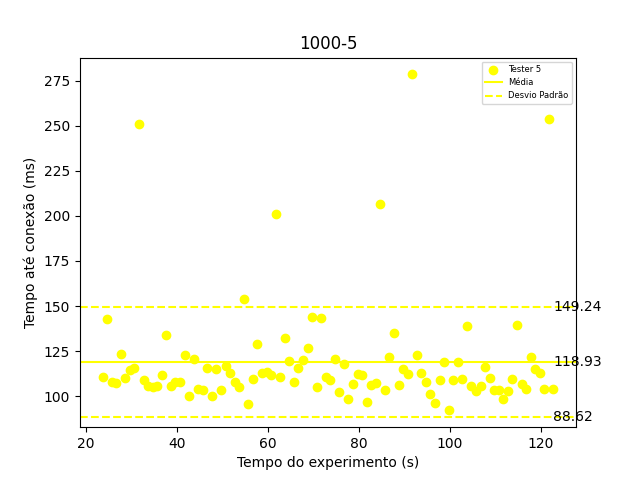 1000-5
Tester 5
Média
Desvio Padrão
Tempo até conexão (ms)
275
250
225
200
175
150
125
100
149.24
118.93
88.62
20 40 60 80 100 120
Tempo do experimento (s)